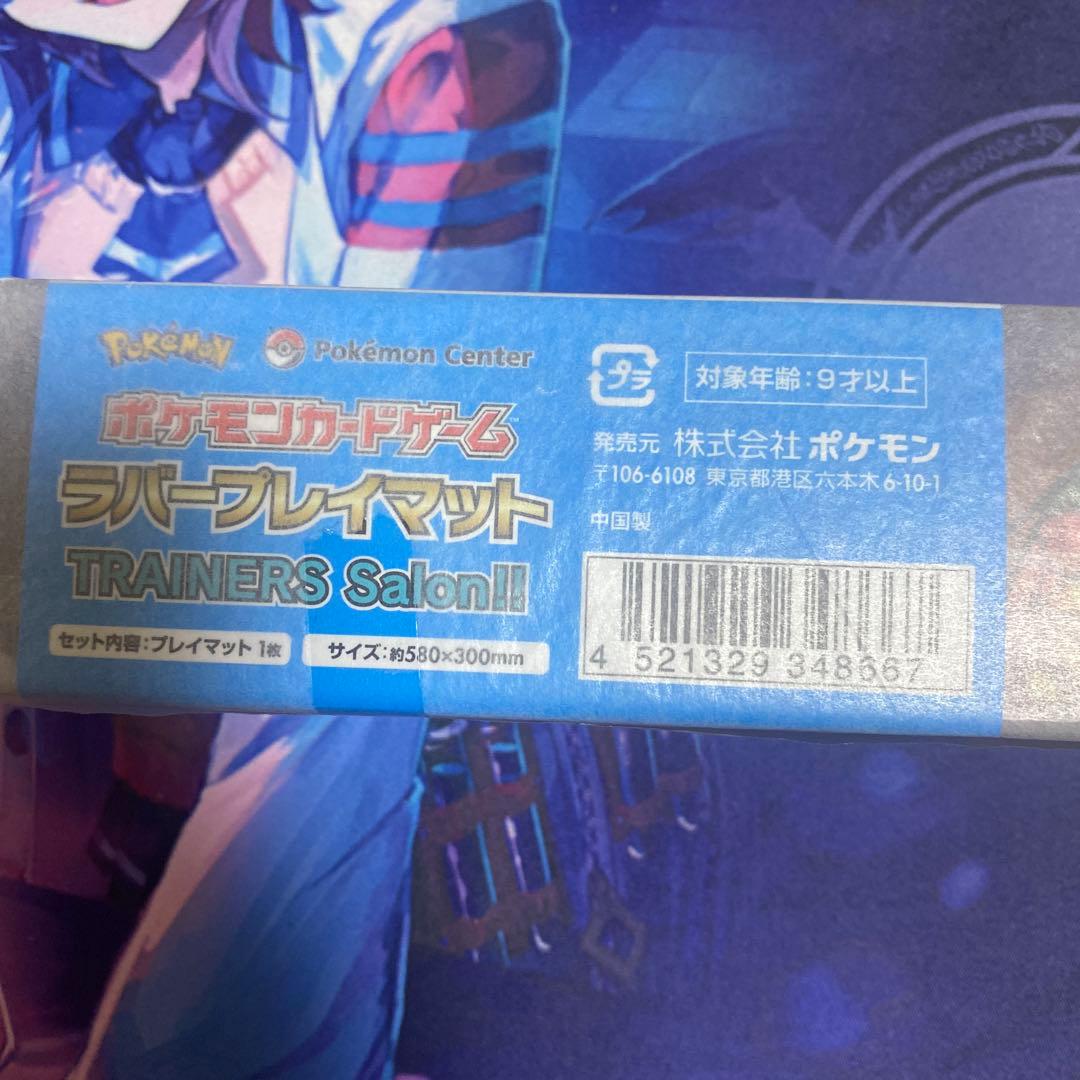 POKéMON
Pokémon Center
ポケモンカードゲーム
ラバープレイマット
TRAINERS Salon!!
セット内容:プレイマット 1枚
サイズ:約580×300mm
プラ
対象年齢:9才以上
発売元 株式会社 ポケモン
〒106-6108 東京都港区六本木6-10-1
中国製
4 521329 348667